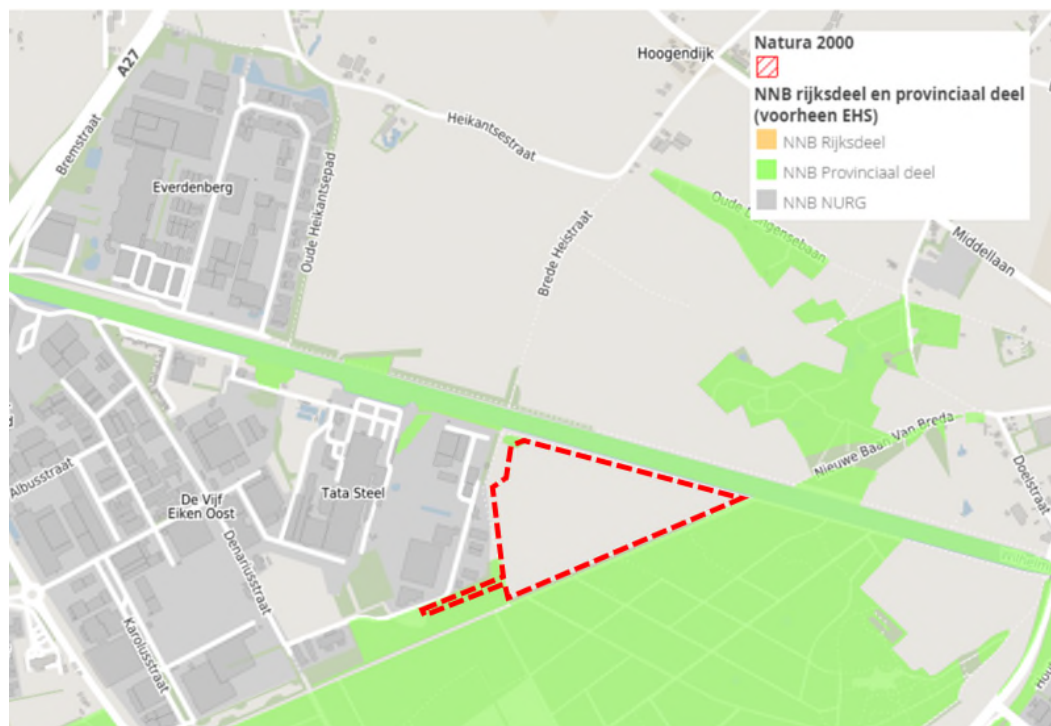 Natura 2000
NNB rijksdeel en provinciaal deel
(voorheen EHS)
NNB Rijksdeel
NNB Provinciaal deel
NNB NURG
Hoogendijk
A27
Bremstraat
Heikantsestraat
Everdenberg
Oude Heikantsepad
Brede Heistraat
Middellaan
Nieuwe Baan Van Breda
Doelstraat
Albusstraat
Tata Steel
De Vijf
Eiken Oost
Denariusstraat
Karolusstraat